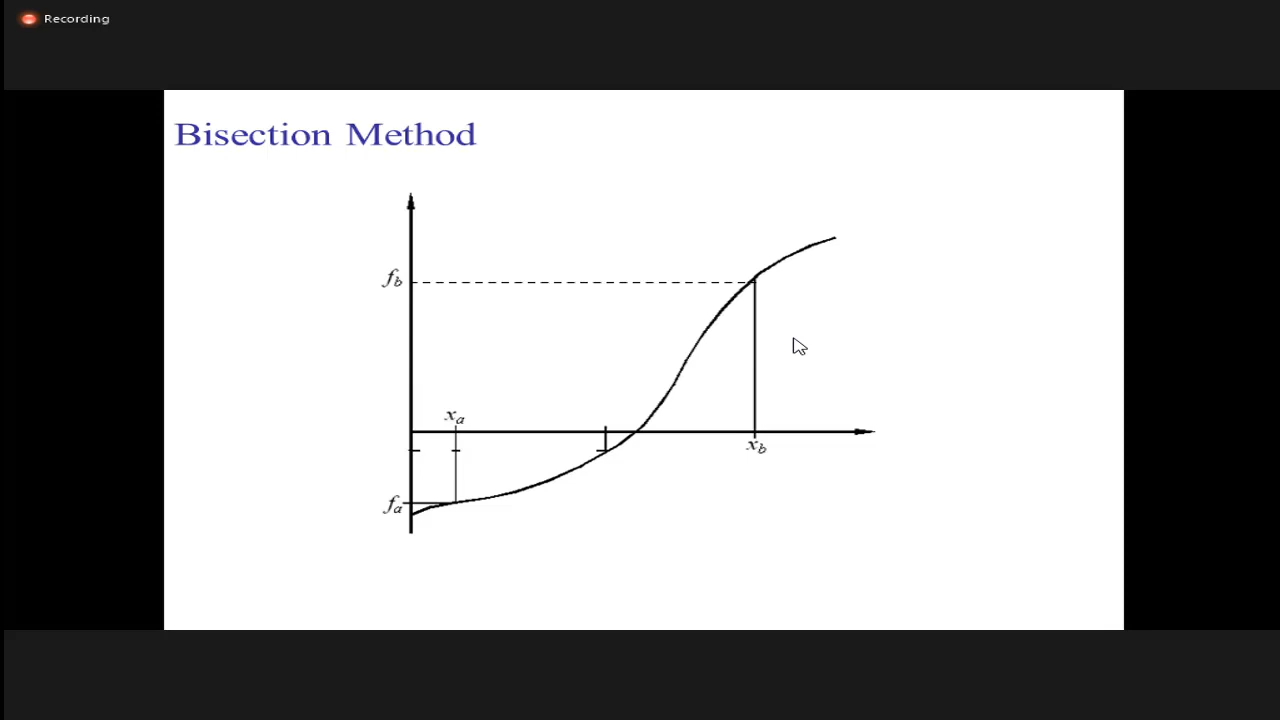 Recording
Bisection Method
f_b
x_a
x_b
f_a